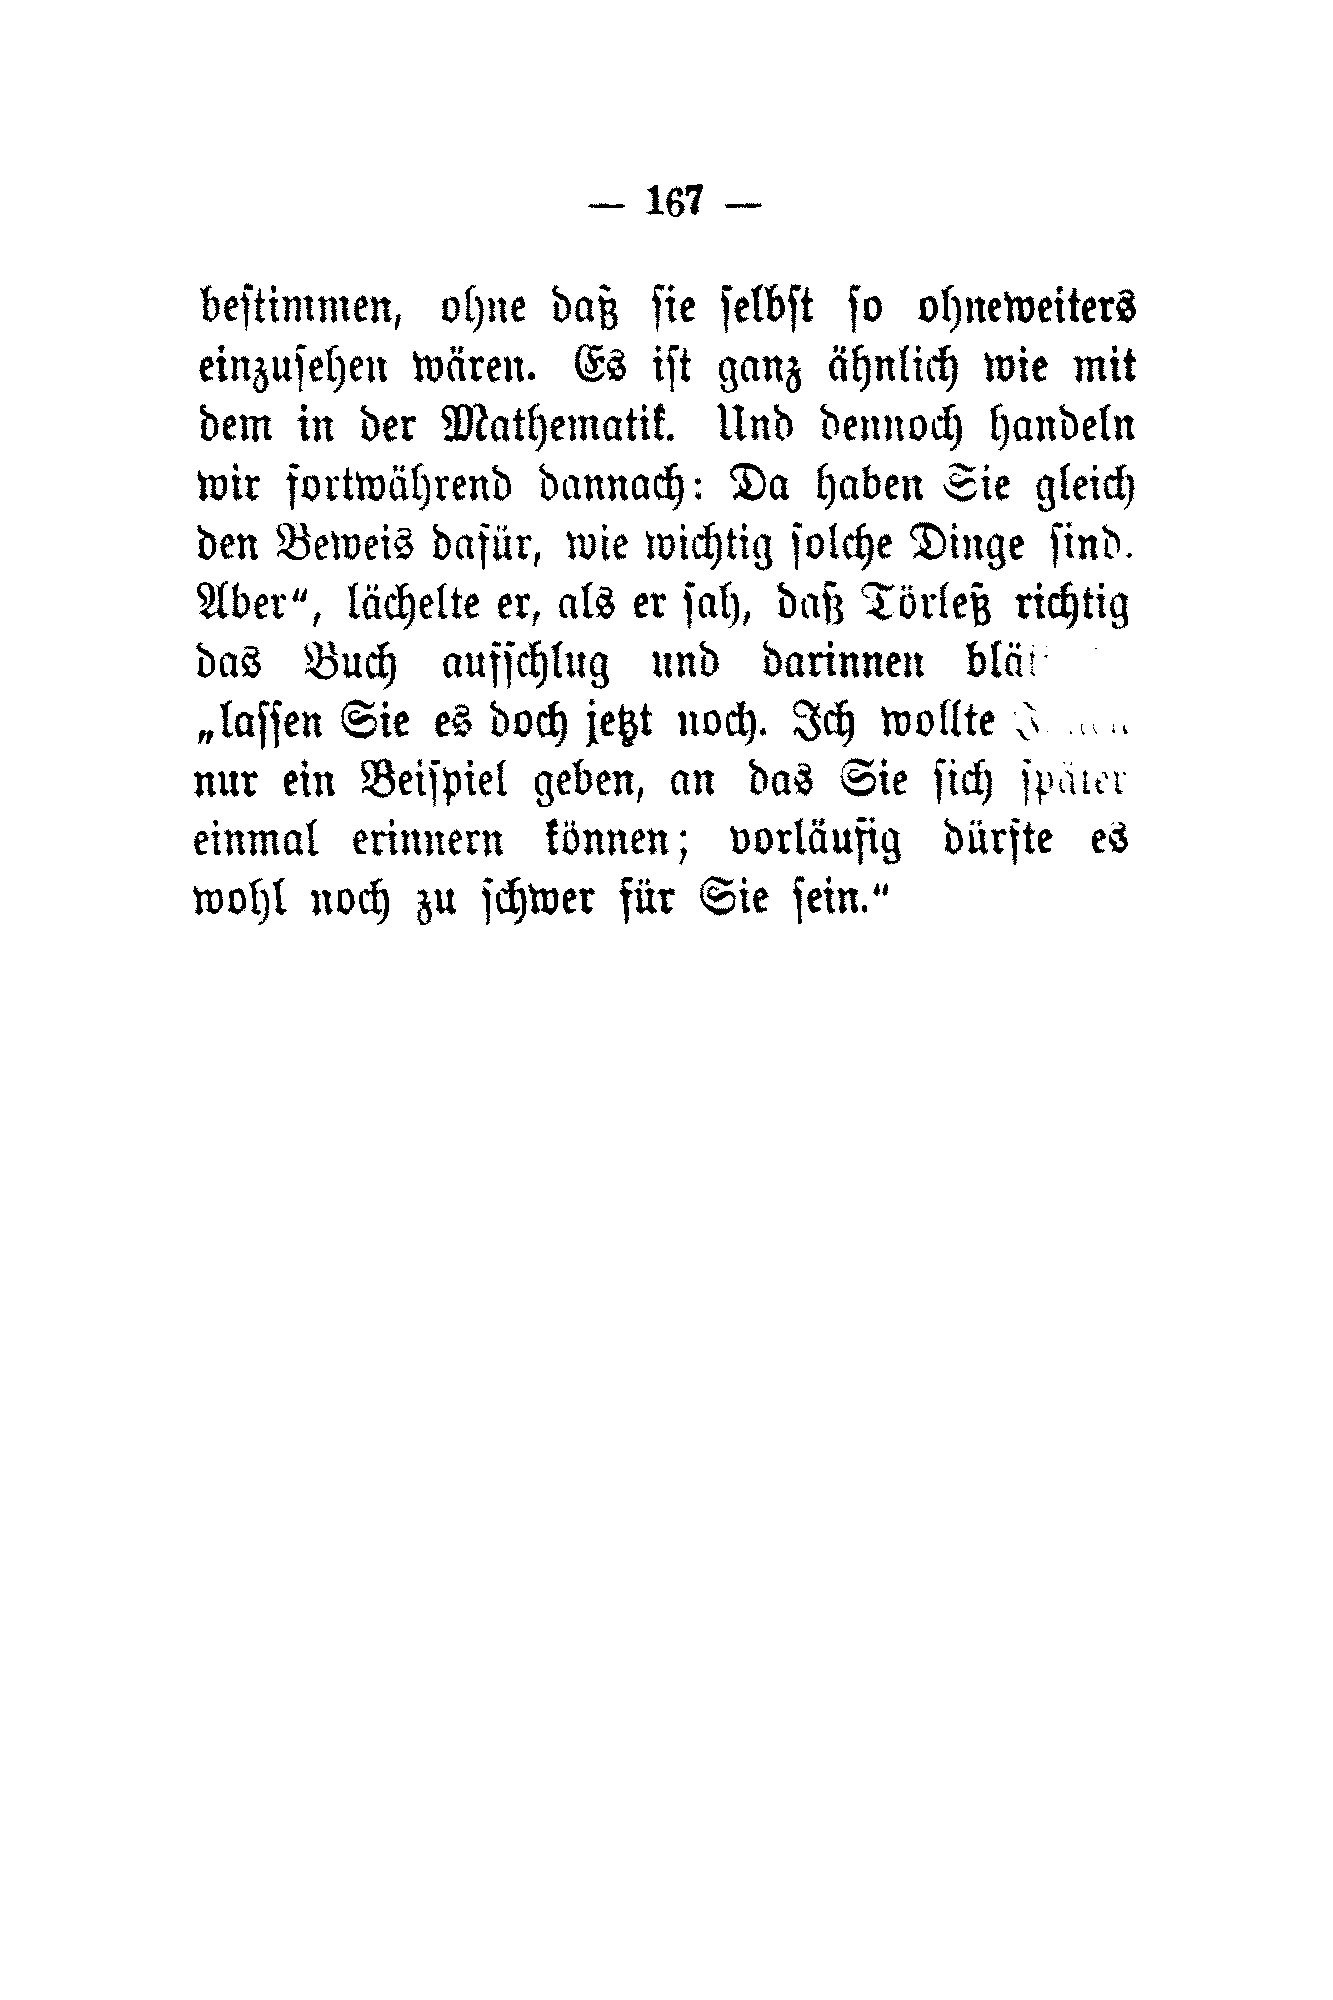 — 167 —
bestimmen, ohne daß sie selbst so ohneweiters
einzusehen wären. Es ist ganz ähnlich wie mit
dem in der Mathematik. Und dennoch handeln
wir fortwährend dannach: Da haben Sie gleich
den Beweis dafür, wie wichtig solche Dinge sind.
Aber“, lächelte er, als er sah, daß Törleß richtig
das Buch aufschlug und darinnen
„lassen Sie es doch jetzt noch. Ich wollte
nur ein Beispiel geben, an das Sie sich später
einmal erinnern können; vorläufig dürfte es
wohl noch zu schwer für Sie sein.“